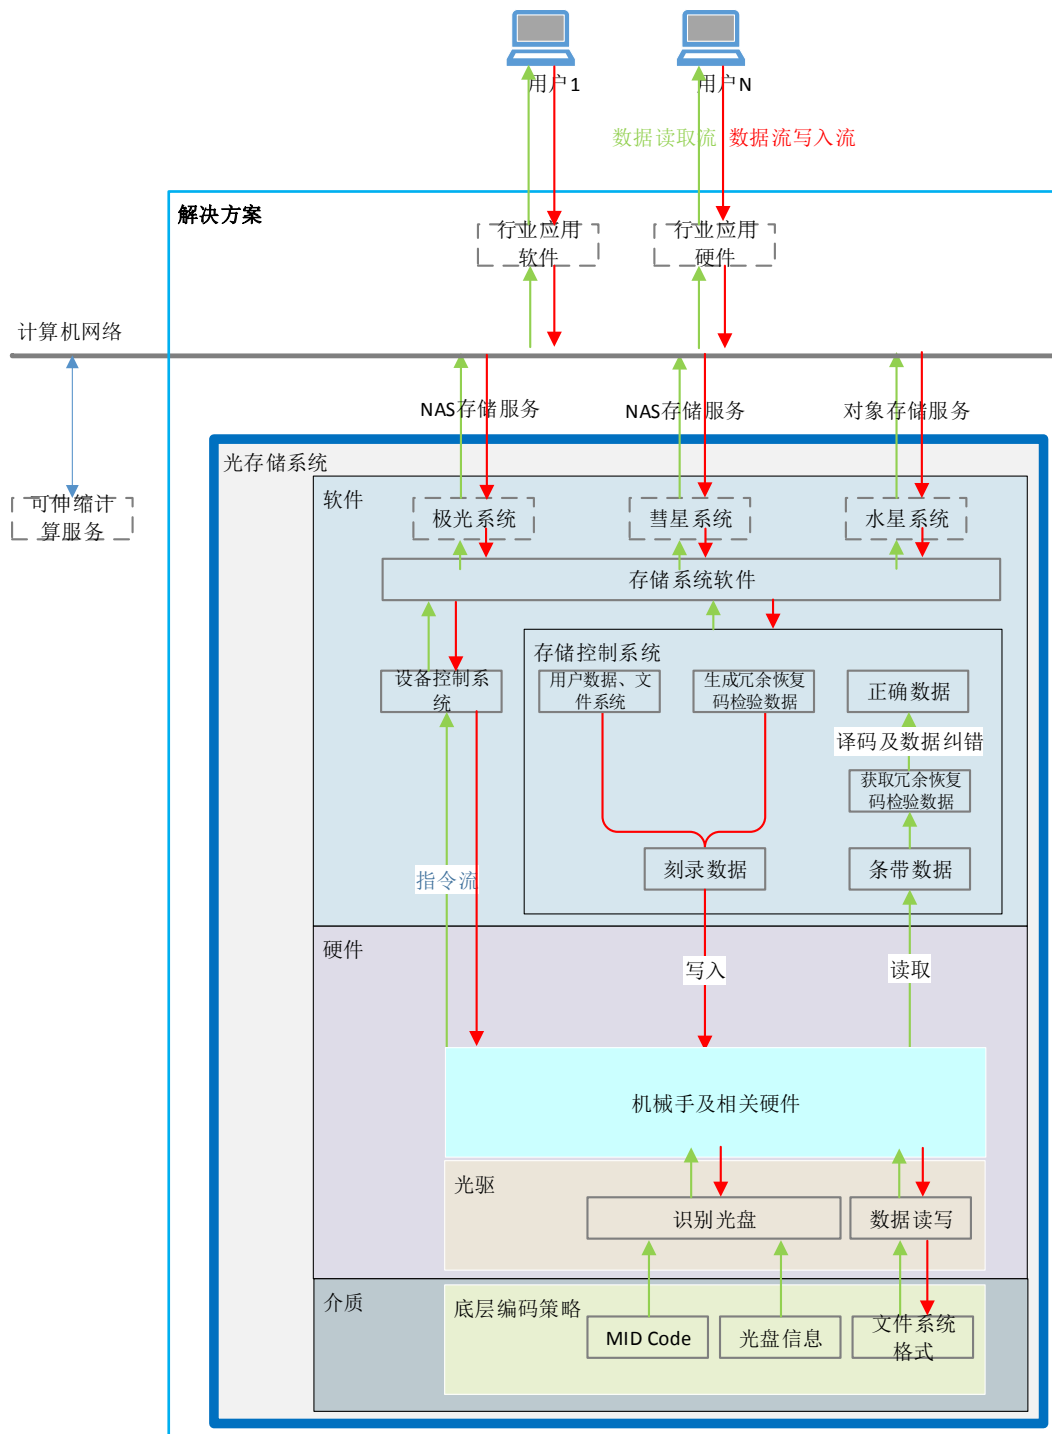 用户1
用户N
数据读取流
数据流写入流
解决方案
行业应用
软件
行业应用
硬件
计算机网络
NAS存储服务
NAS存储服务
对象存储服务
光存储系统
可伸缩计
算服务
软件
极光系统
彗星系统
水星系统
存储系统软件
存储控制系统
设备控制系
统
用户数据、文
件系统
生成冗余恢复
码检验数据
正确数据
译码及数据纠错
获取冗余恢复
码检验数据
刻录数据
条带数据
指令流
硬件
写入
读取
机械手及相关硬件
光驱
识别光盘
数据读写
介质
底层编码策略
MID Code
光盘信息
文件系统
格式